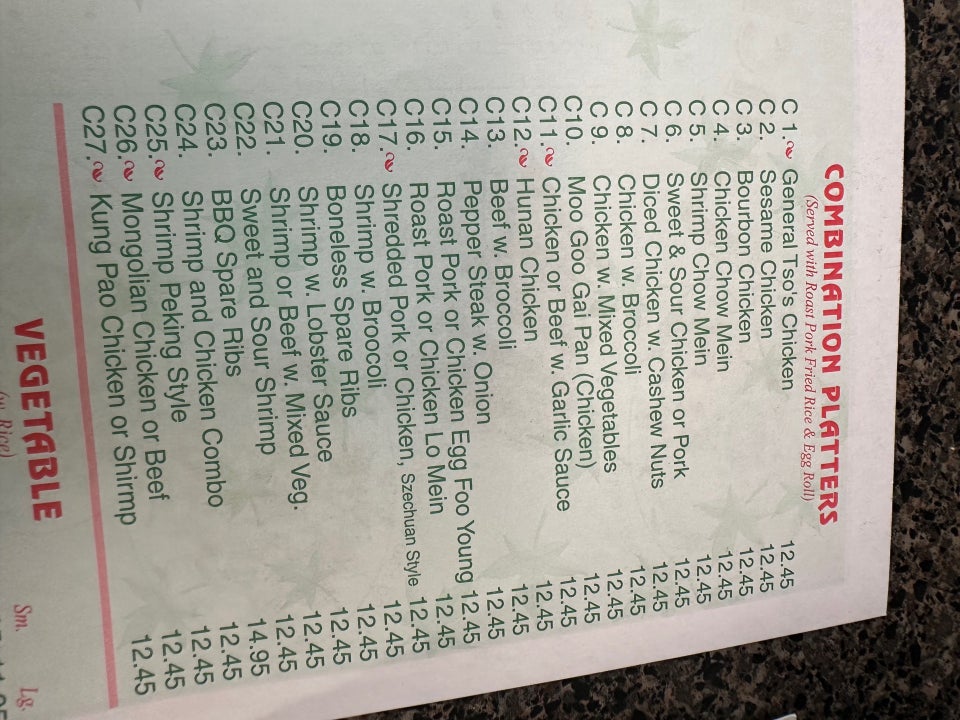 COMBINATION PLATTERS
(Served with Roast Pork Fried Rice & Egg Roll)
C 1. General Tso's Chicken 12.45
C 2. Sesame Chicken 12.45
C 3. Bourbon Chicken 12.45
C 4. Chicken Chow Mein 12.45
C 5. Shrimp Chow Mein 12.45
C 6. Sweet & Sour Chicken or Pork 12.45
C 7. Diced Chicken w. Cashew Nuts 12.45
C 8. Chicken w. Broccoli 12.45
C 9. Chicken w. Mixed Vegetables 12.45
C10. Moo Goo Gai Pan (Chicken) 12.45
C11. Chicken or Beef w. Garlic Sauce 12.45
C12. Hunan Chicken 12.45
C13. Beef w. Broccoli 12.45
C14. Pepper Steak w. Onion 12.45
C15. Roast Pork or Chicken Egg Foo Young 12.45
C16. Roast Pork or Chicken Lo Mein 12.45
C17. Shredded Pork or Chicken, Szechuan Style 12.45
C18. Shrimp w. Brooccoli 12.45
C19. Boneless Spare Ribs 12.45
C20. Shrimp w. Lobster Sauce 12.45
C21. Shrimp or Beef w. Mixed Veg. 12.45
C22. Sweet and Sour Shrimp 12.45
C23. BBQ Spare Ribs 14.95
C24. Shrimp and Chicken Combo 12.45
C25. Shrimp Peking Style 12.45
C26. Mongolian Chicken or Beef 12.45
C27. Kung Pao Chicken or Shirmp 12.45
VEGETABLE
Rice)
Sm. Lg.